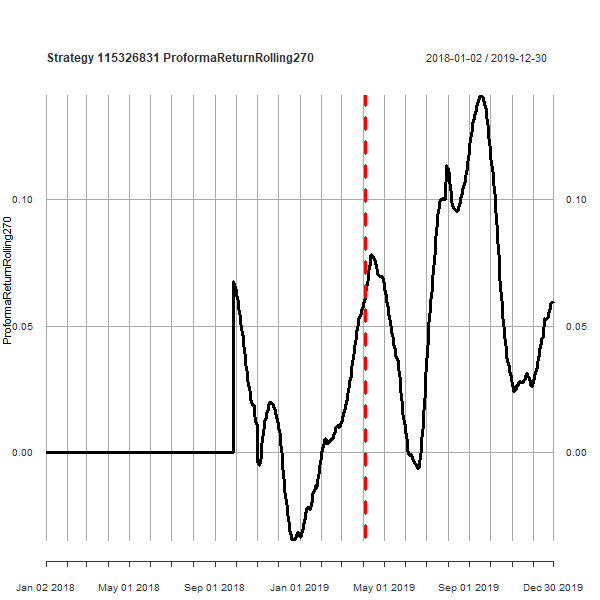 Strategy 115326831 ProformaReturnRolling270
2018-01-02 / 2019-12-30
ProformaReturnRolling270
0.10 0.10
0.05 0.05
0.00 0.00
Jan 02 2018 May 01 2018 Sep 01 2018 Jan 01 2019 May 01 2019 Sep 01 2019 Dec 30 2019